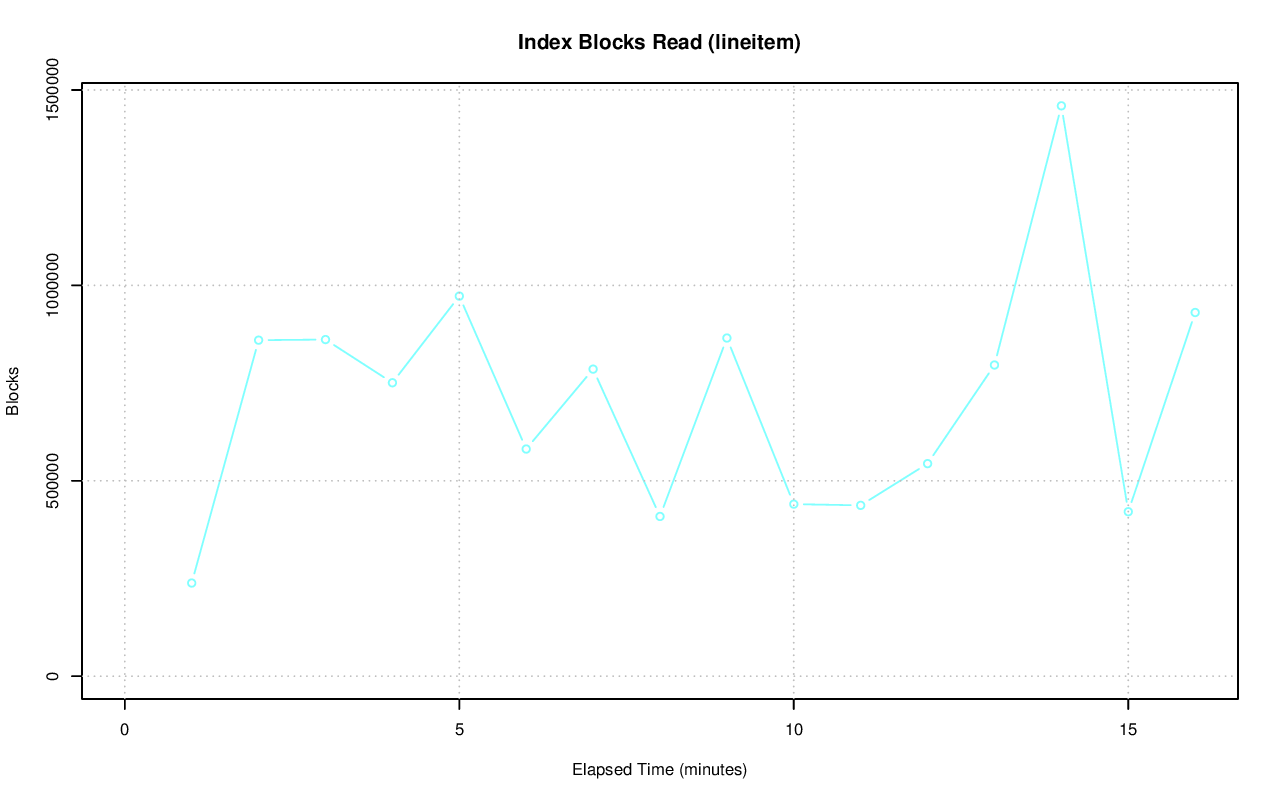 Index Blocks Read (lineitem)
1500000
1000000
500000
0
Blocks
0 5 10 15
Elapsed Time (minutes)